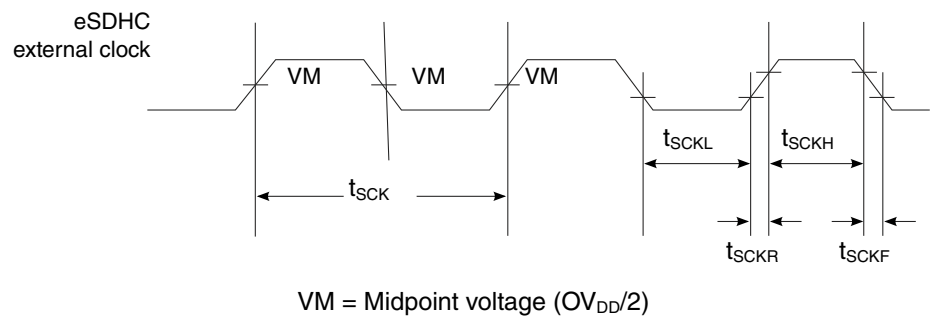 eSDHC
external clock
VM VM VM
tSCKL tSCKH
tSCK
tSCKR tSCKF
VM = Midpoint voltage (OVDD/2)